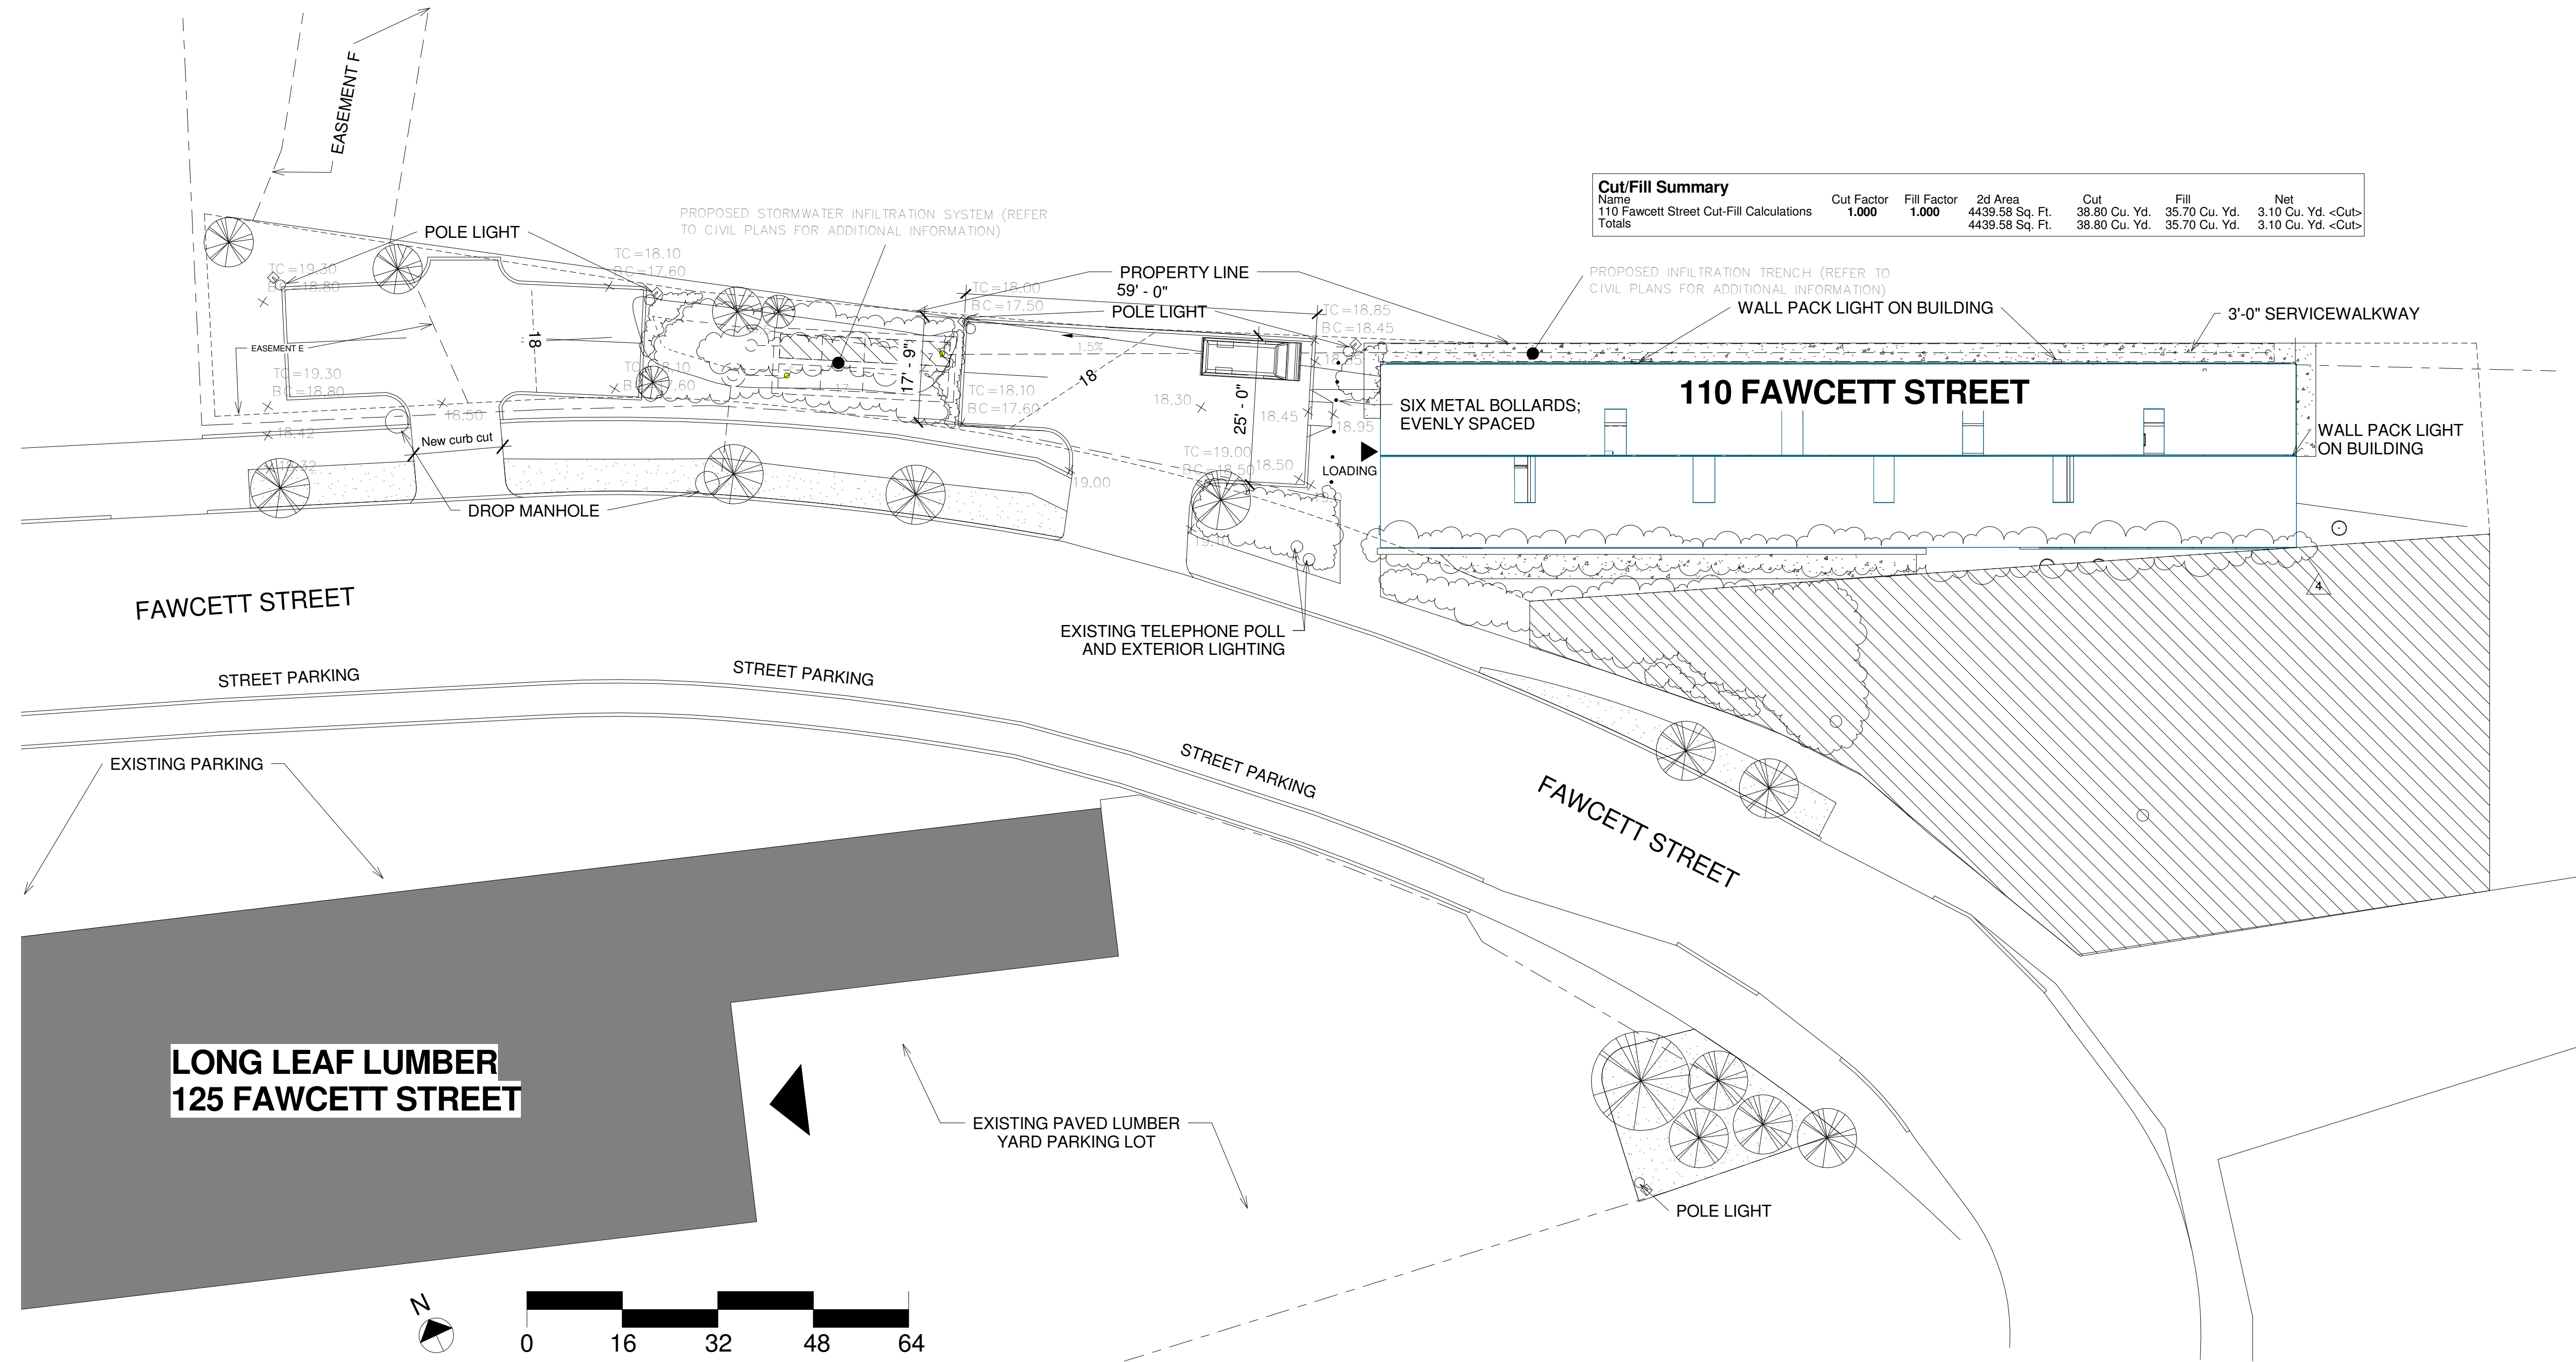 EASEMENT F
Cut/Fill Summary
Name Cut Factor Fill Factor 2d Area Cut Fill Net
110 Fawcett Street Cut-Fill Calculations 1.000 1.000 4439.58 Sq. Ft. 38.80 Cu. Yd. 35.70 Cu. Yd. 3.10 Cu. Yd. <Cut>
Totals 4439.58 Sq. Ft. 38.80 Cu. Yd. 35.70 Cu. Yd. 3.10 Cu. Yd. <Cut>
PROPOSED STORMWATER INFILTRATION SYSTEM (REFER
TO CIVIL PLANS FOR ADDITIONAL INFORMATION)
POLE LIGHT
TC=18.10
BC=17.60
TC=19.30
BC=18.80
PROPERTY LINE
59' - 0"
TC=18.00
BC=17.50
POLE LIGHT
TC=18.85
BC=18.45
PROPOSED INFILTRATION TRENCH (REFER TO
CIVIL PLANS FOR ADDITIONAL INFORMATION)
WALL PACK LIGHT ON BUILDING
3'-0" SERVICEWALKWAY
18
EASEMENT E
1.5%
17' - 9"
18
TC=19.30
BC=18.80
17
TC=18.10
BC=17.60
18.30
25' - 0"
18.45
18.95
110 FAWCETT STREET
SIX METAL BOLLARDS;
EVENLY SPACED
18.50
18.42
New curb cut
WALL PACK LIGHT
ON BUILDING
TC=19.00
BC=18.50
18.50
LOADING
19.00
DROP MANHOLE
4
FAWCETT STREET
EXISTING TELEPHONE POLL
AND EXTERIOR LIGHTING
STREET PARKING
STREET PARKING
STREET PARKING
EXISTING PARKING
FAWCETT STREET
LONG LEAF LUMBER
125 FAWCETT STREET
EXISTING PAVED LUMBER
YARD PARKING LOT
POLE LIGHT
N
0 16 32 48 64